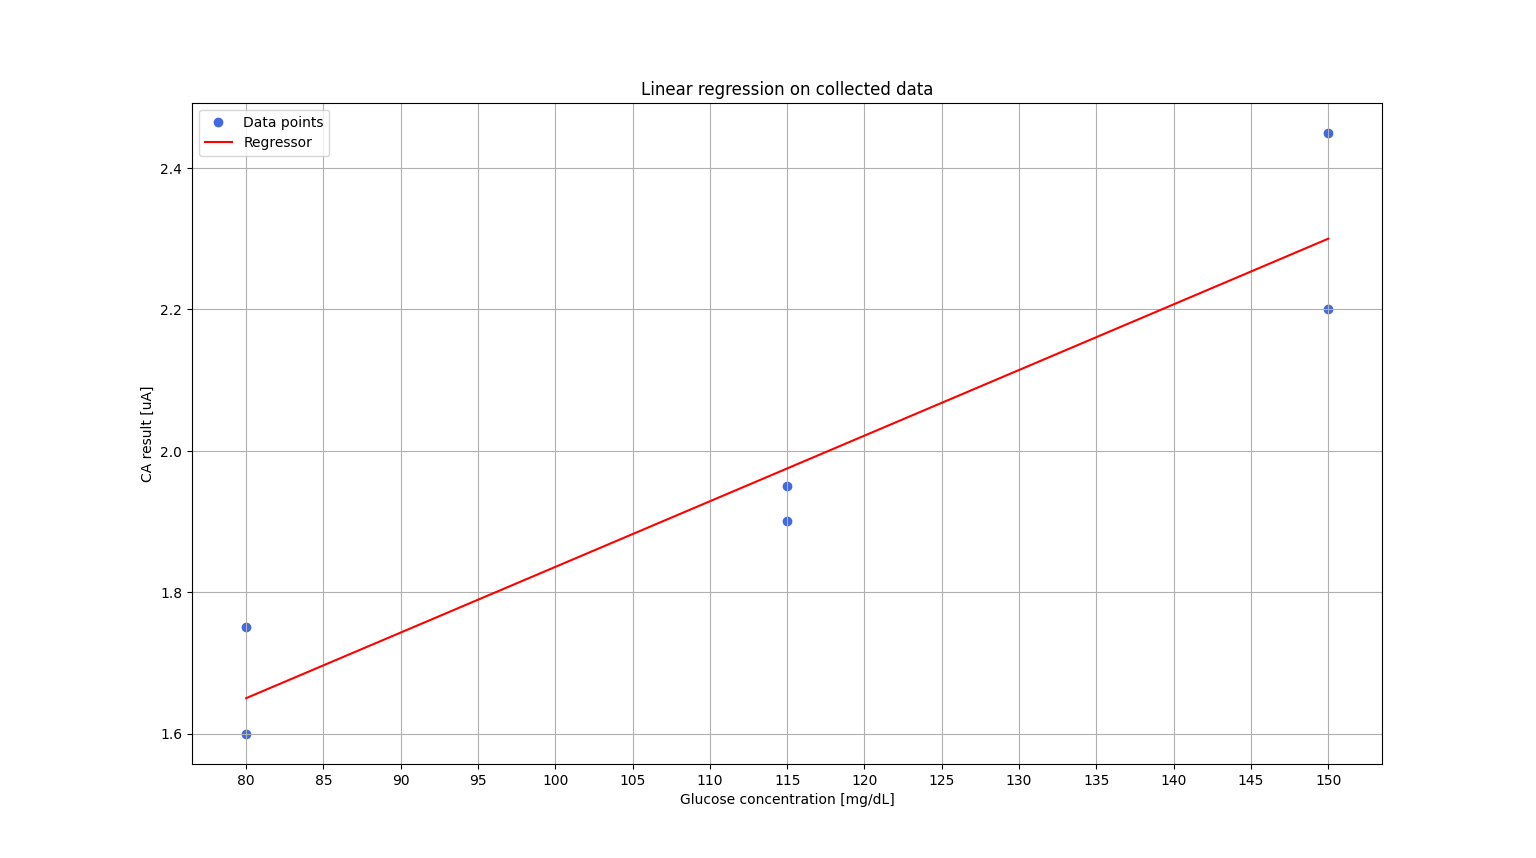 Linear regression on collected data
Data points
Regressor
2.4
2.2
2.0
1.8
1.6
CA result [uA]
80 85 90 95 100 105 110 115 120 125 130 135 140 145 150
Glucose concentration [mg/dL]